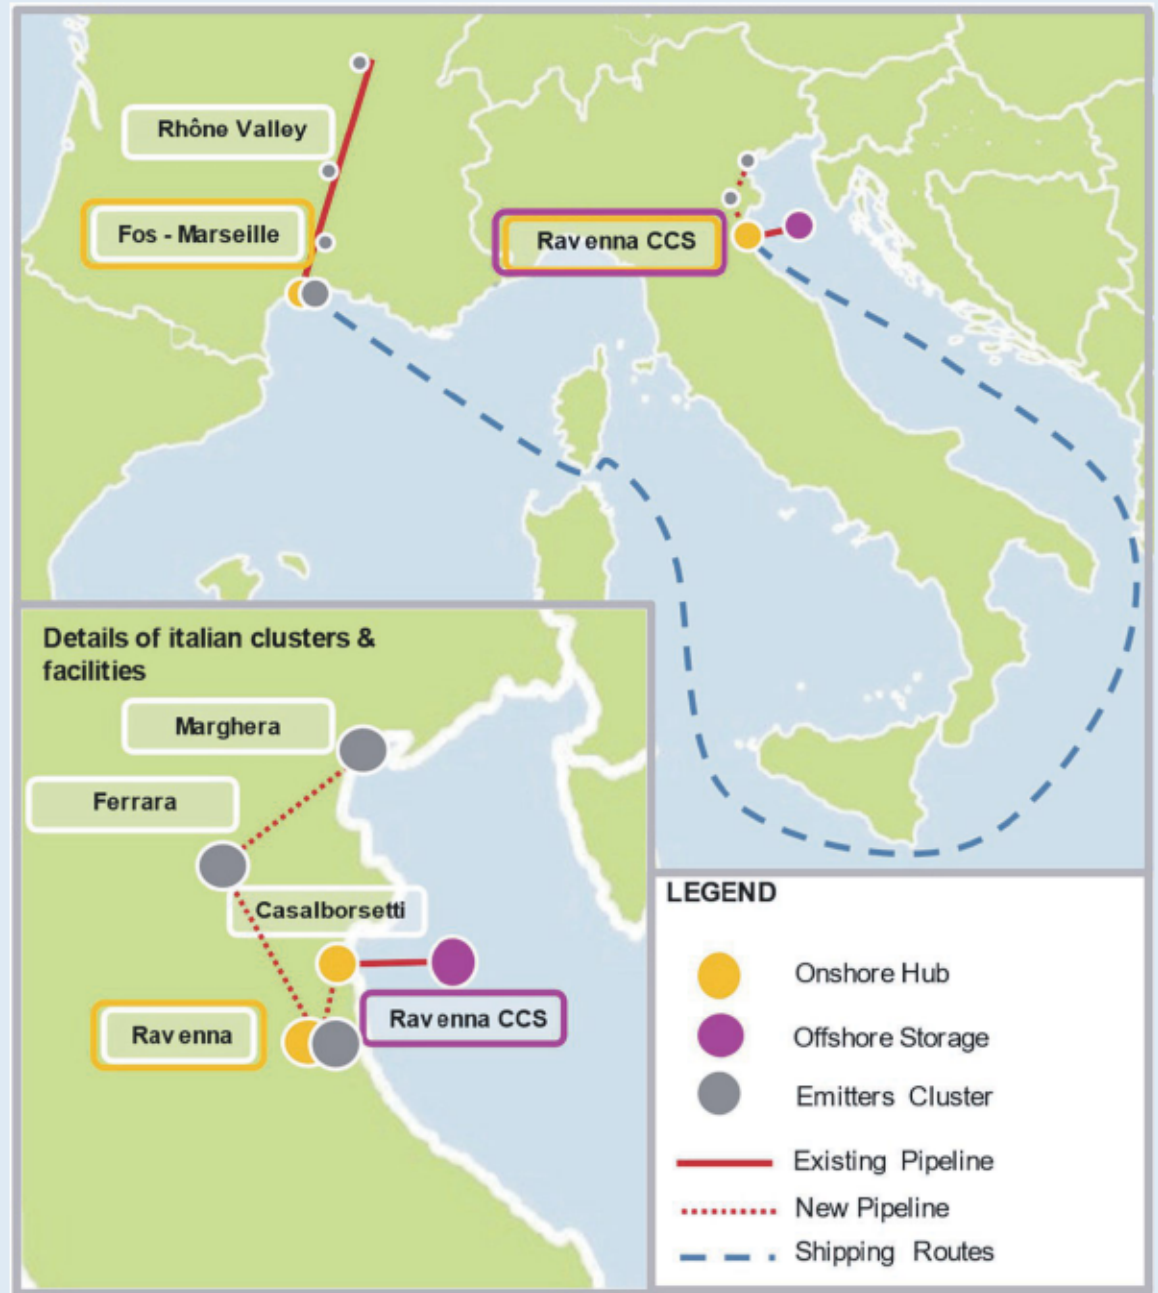 Rhône Valley
Fos - Marseille
Ravenna CCS
Details of italian clusters &
facilities
Marghera
Ferrara
Casalborsetti
Ravenna CCS
Ravenna
LEGEND
Onshore Hub
Offshore Storage
Emitters Cluster
Existing Pipeline
New Pipeline
Shipping Routes